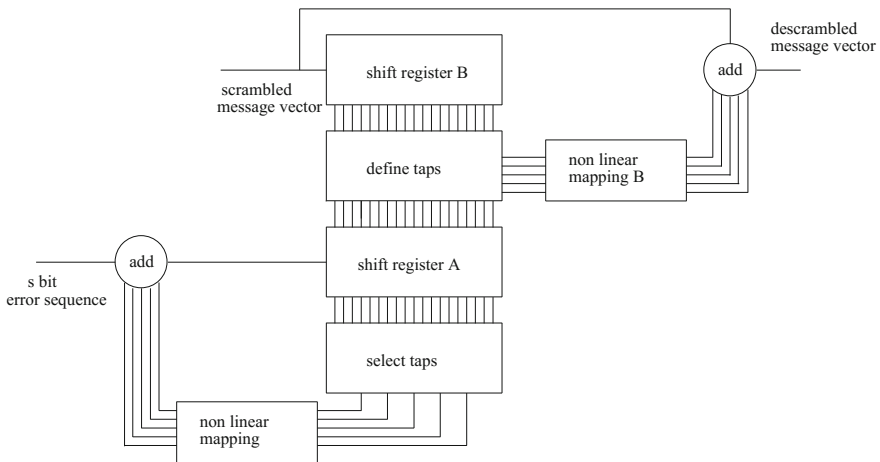 descrambled
message vector
add
shift register B
scrambled
message vector
define taps
non linear
mapping B
add
shift register A
s bit
error sequence
select taps
non linear
mapping